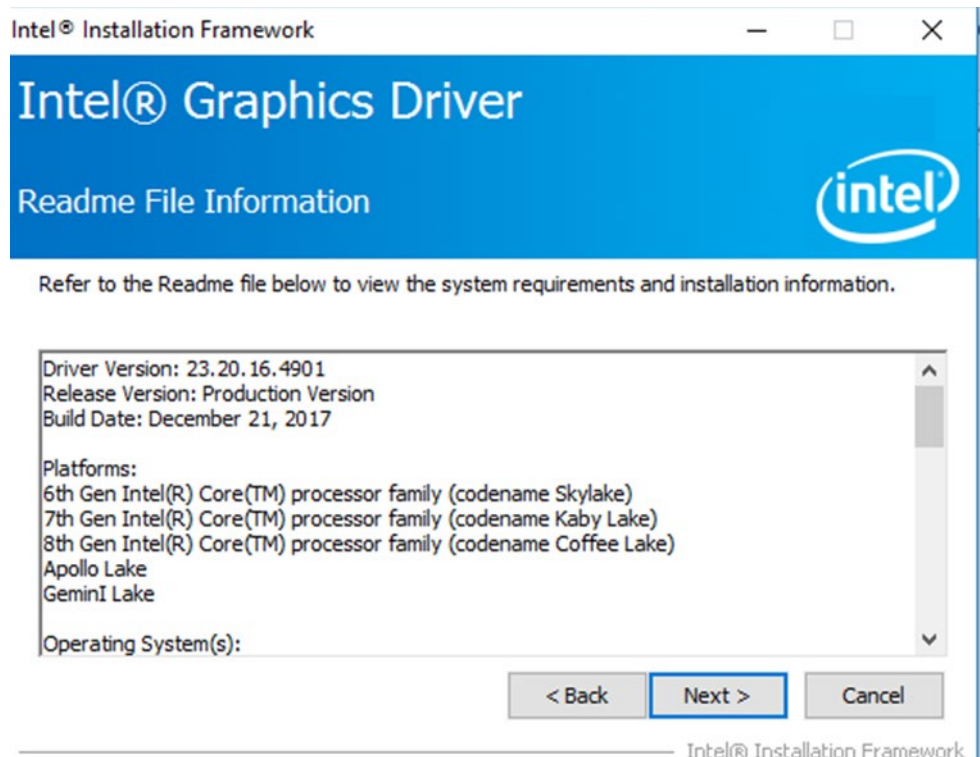 Intel® Installation Framework
Intel® Graphics Driver
Readme File Information
intel
Refer to the Readme file below to view the system requirements and installation information.
Driver Version: 23.20.16.4901
Release Version: Production Version
Build Date: December 21, 2017
Platforms:
6th Gen Intel(R) Core(TM) processor family (codename Skylake)
7th Gen Intel(R) Core(TM) processor family (codename Kaby Lake)
8th Gen Intel(R) Core(TM) processor family (codename Coffee Lake)
Apollo Lake
GeminI Lake
Operating System(s):
< Back Next > Cancel
Intel® Installation Framework